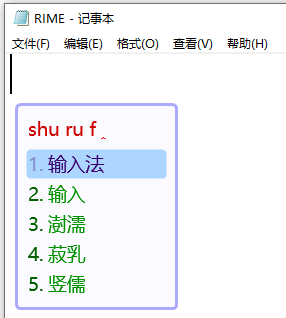 RIME - 记事本
文件(F) 编辑(E) 格式(O) 查看(V) 帮助(H)
shu ru f‸
1. 输入法
2. 输入
3. 澍濡
4. 菽乳
5. 竖儒